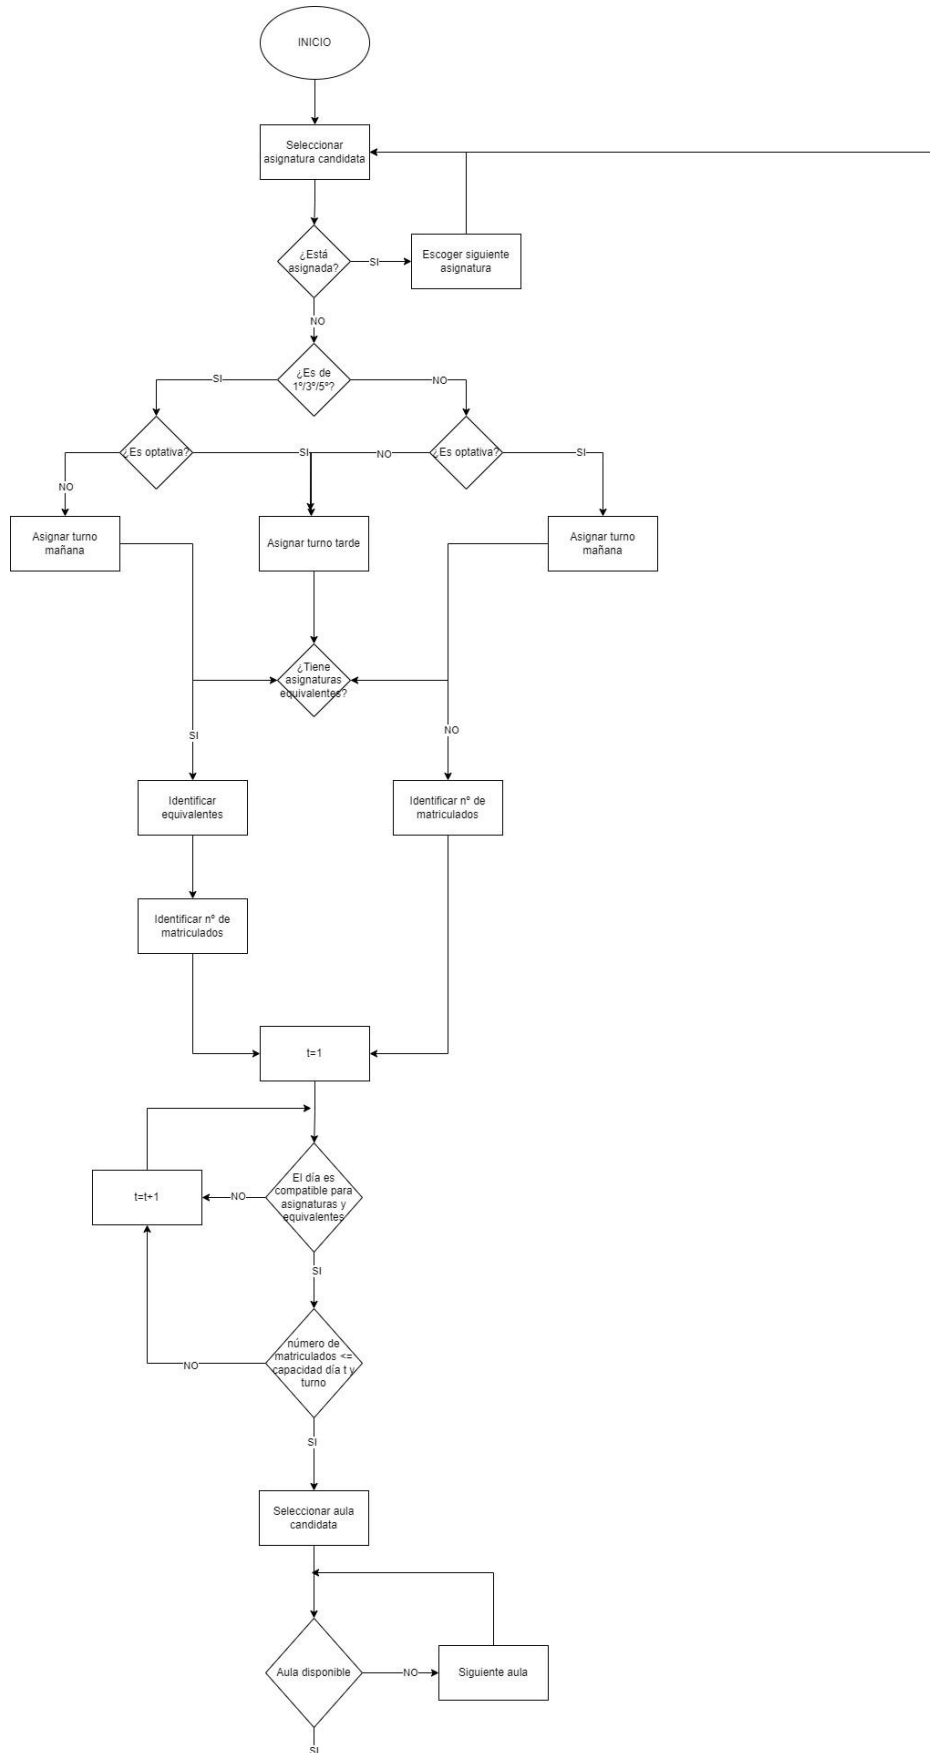 INICIO
Seleccionar
asignatura candidata
¿Está
asignada?
SI
Escoger siguiente
asignatura
NO
¿Es de
1º/3º/5º?
SI
NO
¿Es optativa?
SI
NO
¿Es optativa?
SI
NO
Asignar turno
mañana
Asignar turno tarde
Asignar turno
mañana
¿Tiene
asignaturas
equivalentes?
SI
NO
Identificar
equivalentes
Identificar nº de
matriculados
Identificar nº de
matriculados
t=1
El día es
compatible para
asignaturas y
equivalentes
NO
t=t+1
SI
número de
matriculados <=
capacidad día t y
turno
NO
SI
Seleccionar aula
candidata
Aula disponible
NO
Siguiente aula
SI